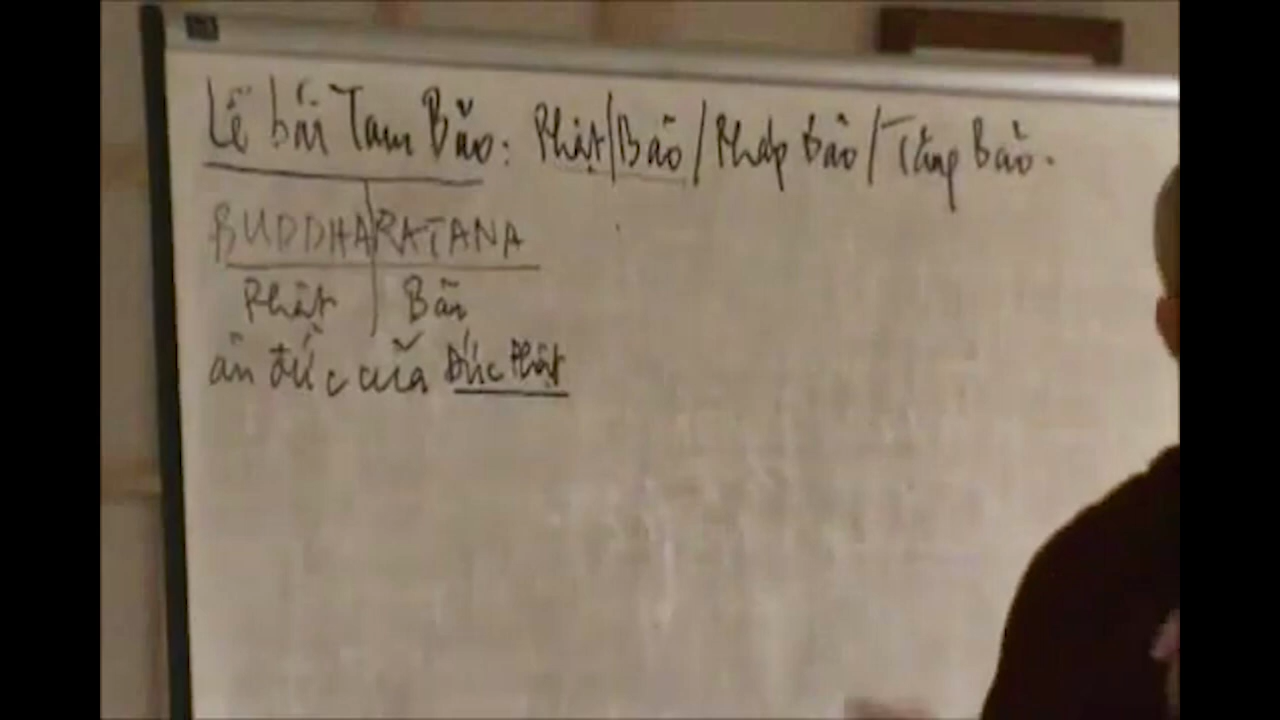 Lễ bái Tam Bảo: Phật/Bảo/Pháp Bảo/Tăng Bảo.
BUDDHARATANA
Phật Bảo
ân đức của Đức Phật